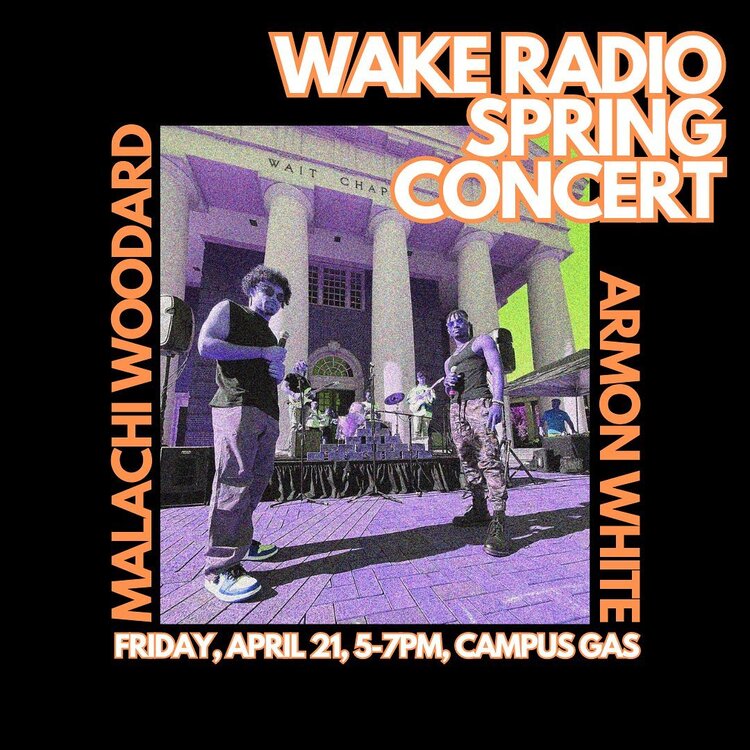 WAKE RADIO
SPRING
CONCERT
WAIT CHAP
MALACHI WOODARD
ARMON WHITE
FRIDAY, APRIL 21, 5-7PM, CAMPUS GAS